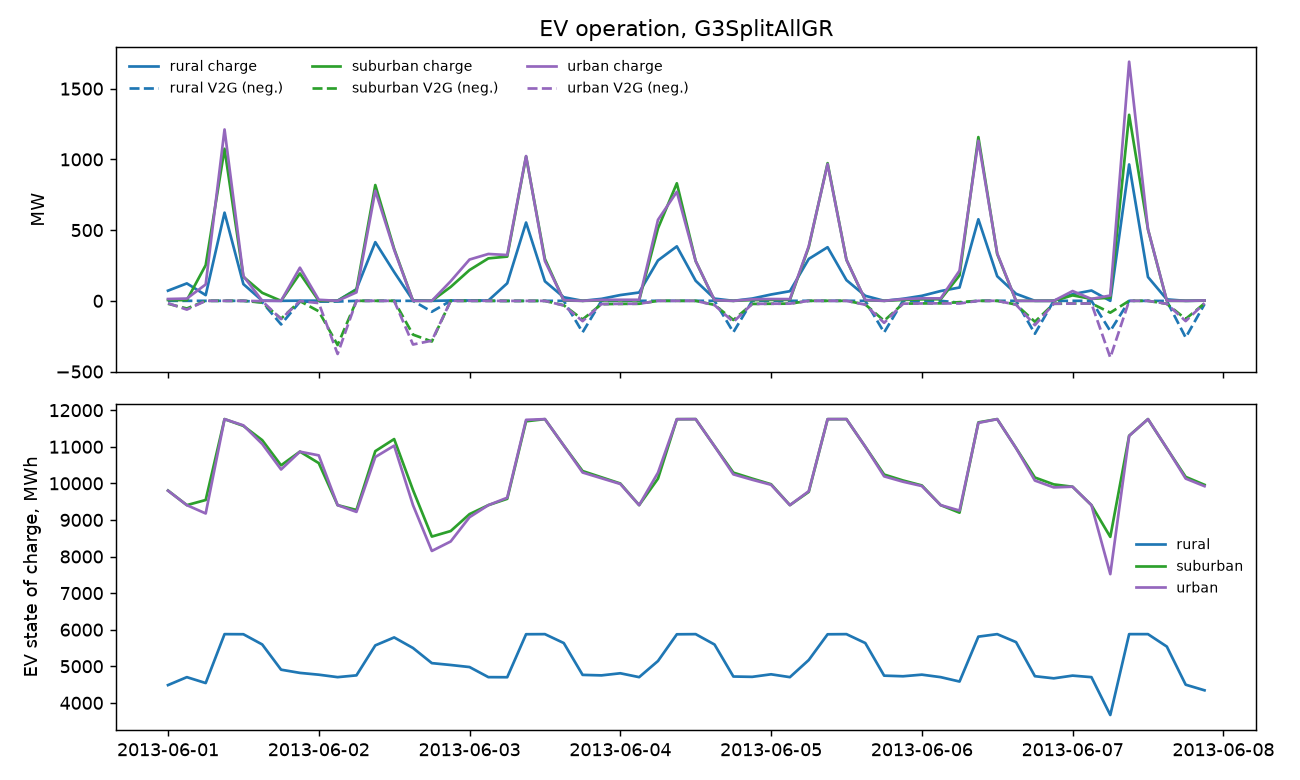 EV operation, G3SplitAllGR
rural charge
rural V2G (neg.)
suburban charge
suburban V2G (neg.)
urban charge
urban V2G (neg.)
MW
1500
1000
500
0
−500
12000
11000
10000
9000
8000
7000
6000
5000
4000
EV state of charge, MWh
rural
suburban
urban
2013-06-01 2013-06-02 2013-06-03 2013-06-04 2013-06-05 2013-06-06 2013-06-07 2013-06-08